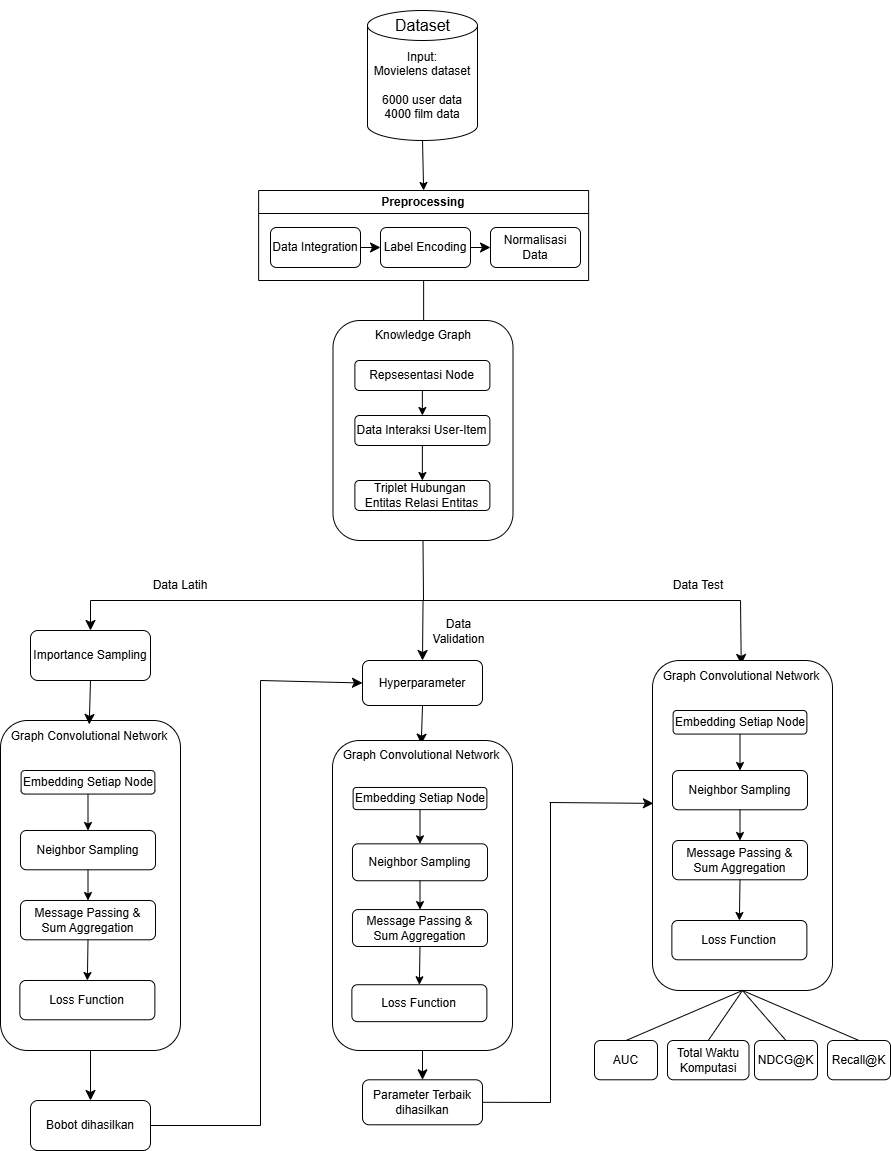 Dataset
Input:
Movielens dataset
6000 user data
4000 film data
Preprocessing
Data Integration
Label Encoding
Normalisasi
Data
Knowledge Graph
Repsesentasi Node
Data Interaksi User-Item
Triplet Hubungan
Entitas Relasi Entitas
Data Latih
Data
Validation
Data Test
Importance Sampling
Graph Convolutional Network
Embedding Setiap Node
Neighbor Sampling
Message Passing &
Sum Aggregation
Loss Function
Bobot dihasilkan
Hyperparameter
Graph Convolutional Network
Embedding Setiap Node
Neighbor Sampling
Message Passing &
Sum Aggregation
Loss Function
Parameter Terbaik
dihasilkan
Graph Convolutional Network
Embedding Setiap Node
Neighbor Sampling
Message Passing &
Sum Aggregation
Loss Function
AUC
Total Waktu
Komputasi
NDCG@K
Recall@K